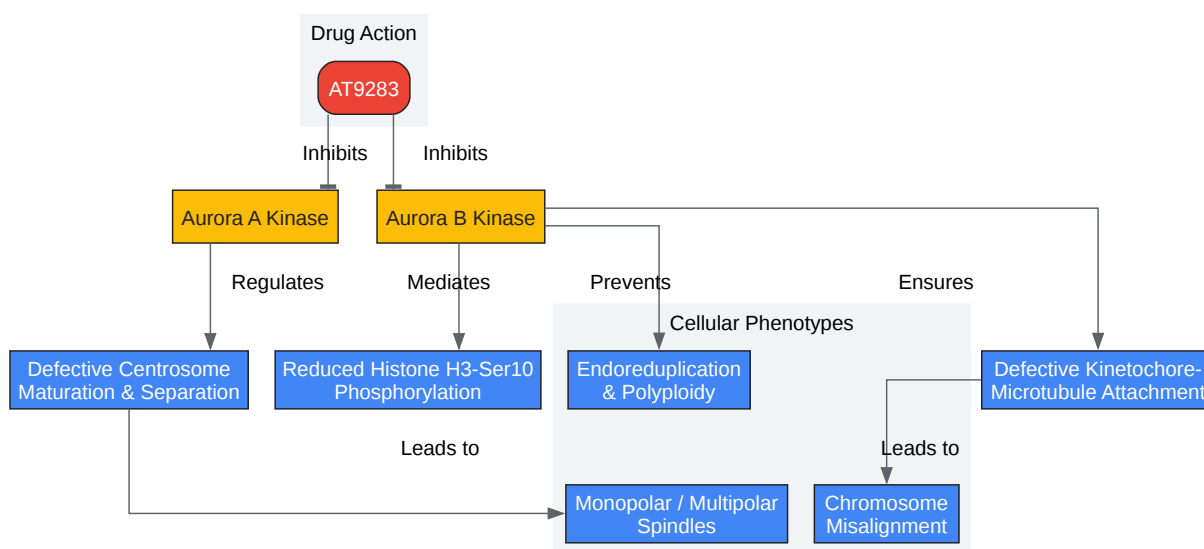 Drug Action
AT9283
Inhibits
Inhibits
Aurora A Kinase
Aurora B Kinase
Regulates
Mediates
Prevents
Ensures
Cellular Phenotypes
Defective Centrosome
Maturation & Separation
Reduced Histone H3-Ser10
Phosphorylation
Endoreduplication
& Polyploidy
Defective Kinetochore-
Microtubule Attachment
Leads to
Leads to
Monopolar / Multipolar
Spindles
Chromosome
Misalignment